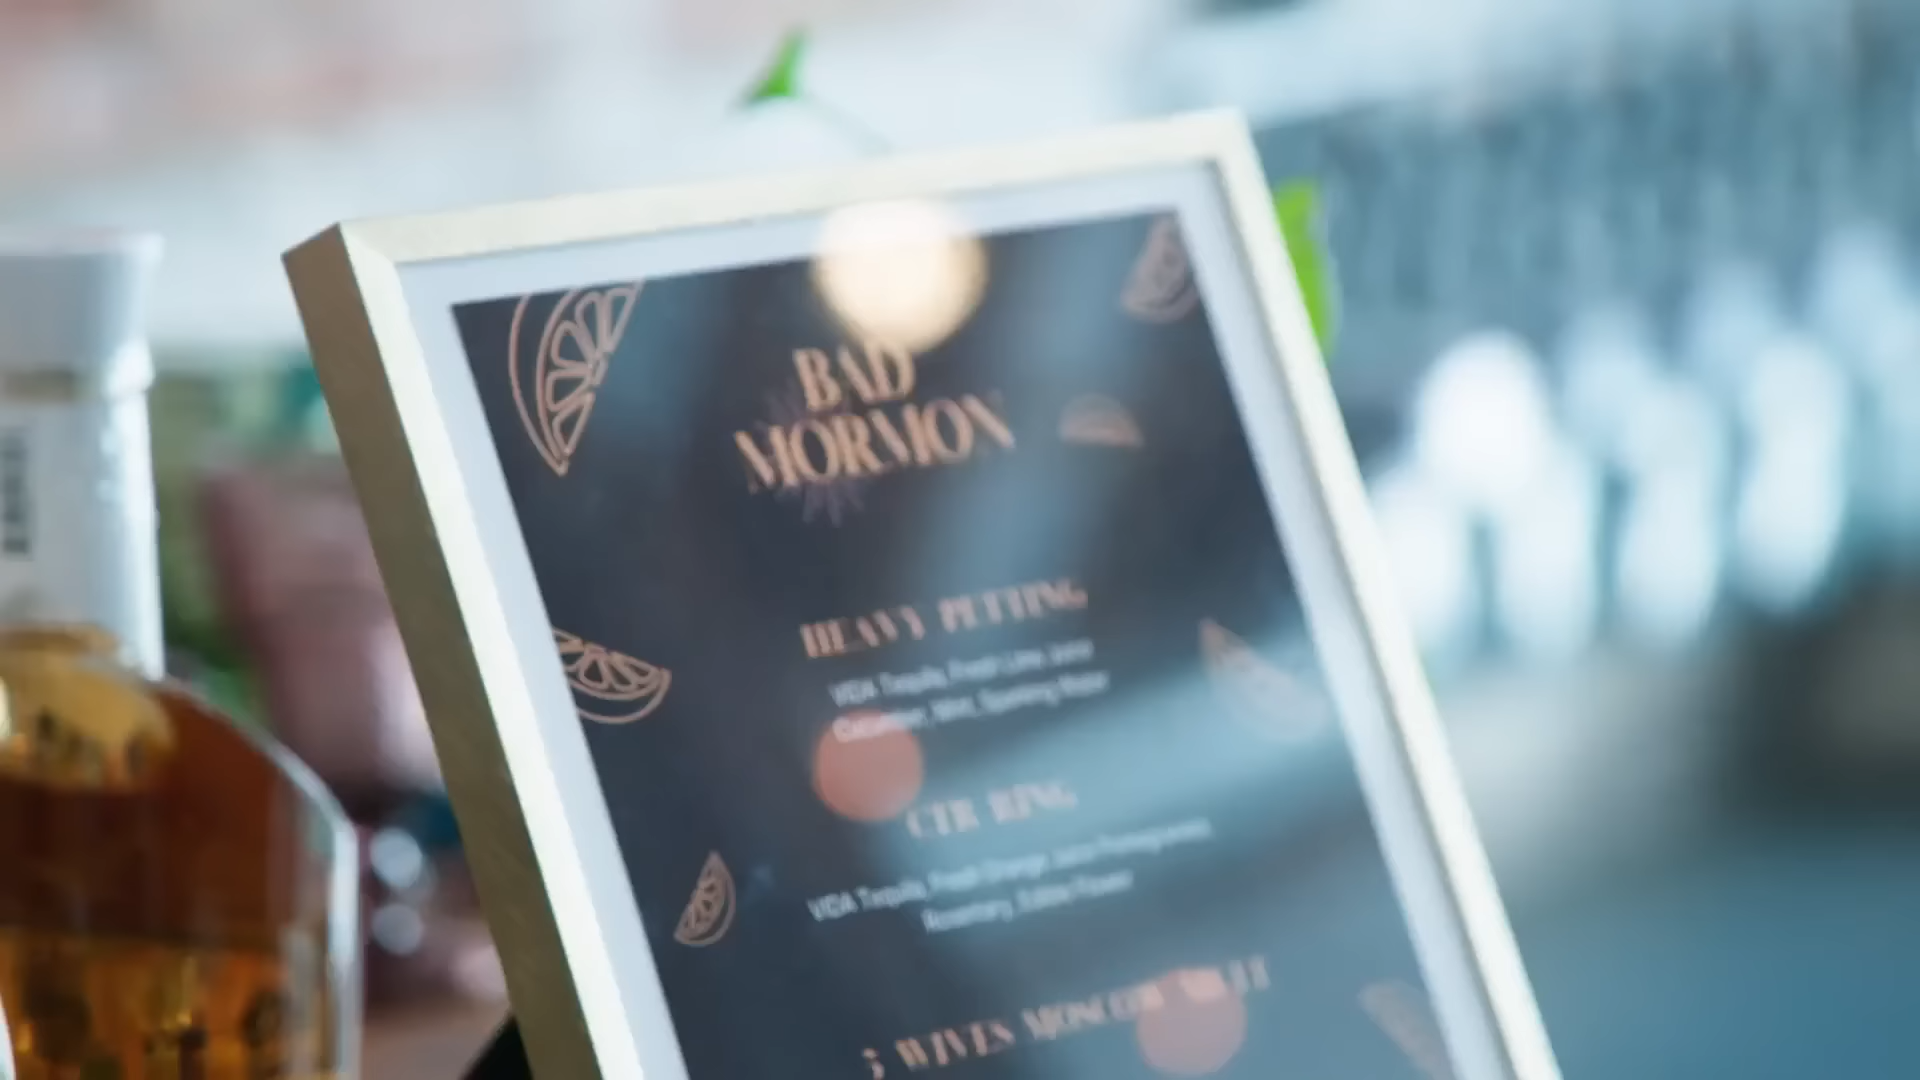 BAD
MORMON
HEAVY PETTING
VIDA Tequila, Fresh Lime Juice
Cucumber, Mint, Sparkling Water
CTR RING
VIDA Tequila, Fresh Orange Juice Pomegranate
Rosemary, Edible Flower
5 WIVES MOSCOW MULE